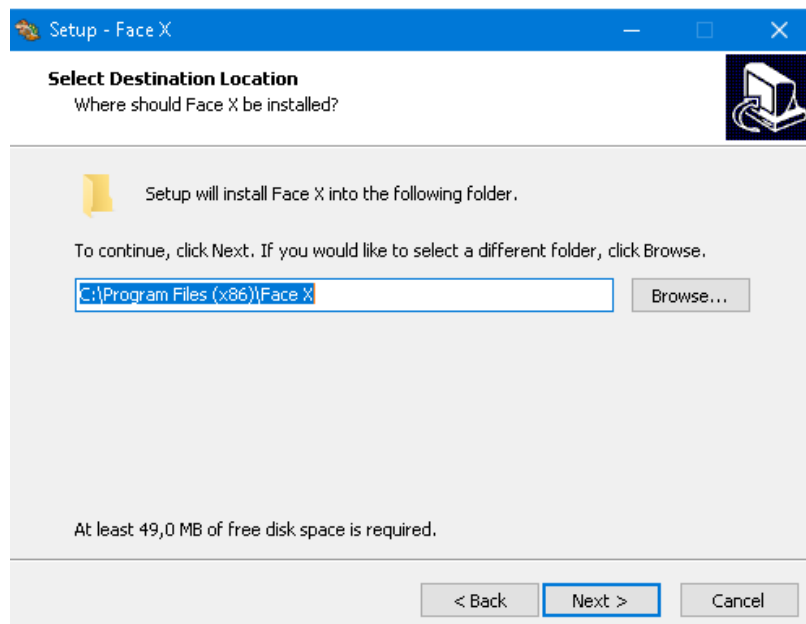 Setup - Face X
Select Destination Location
Where should Face X be installed?
Setup will install Face X into the following folder.
To continue, click Next. If you would like to select a different folder, click Browse.
C:\Program Files (x86)\Face X
Browse...
At least 49,0 MB of free disk space is required.
< Back
Next >
Cancel